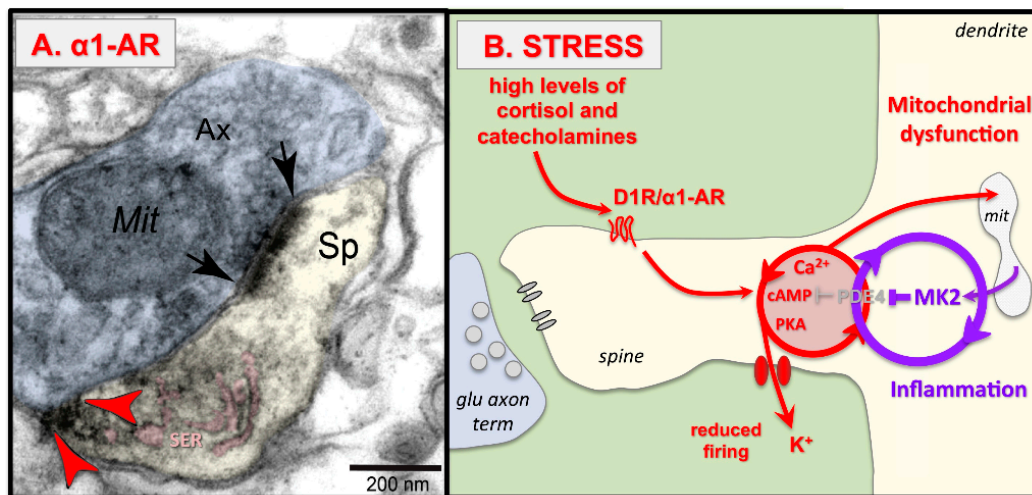 A. α1-AR
Ax
Mit
Sp
SER
200 nm
B. STRESS
dendrite
high levels of
cortisol and
catecholamines
Mitochondrial
dysfunction
D1R/α1-AR
mit
Ca²⁺
cAMP
PDE4
MK2
PKA
spine
glu axon
term
Inflammation
reduced
firing
K⁺